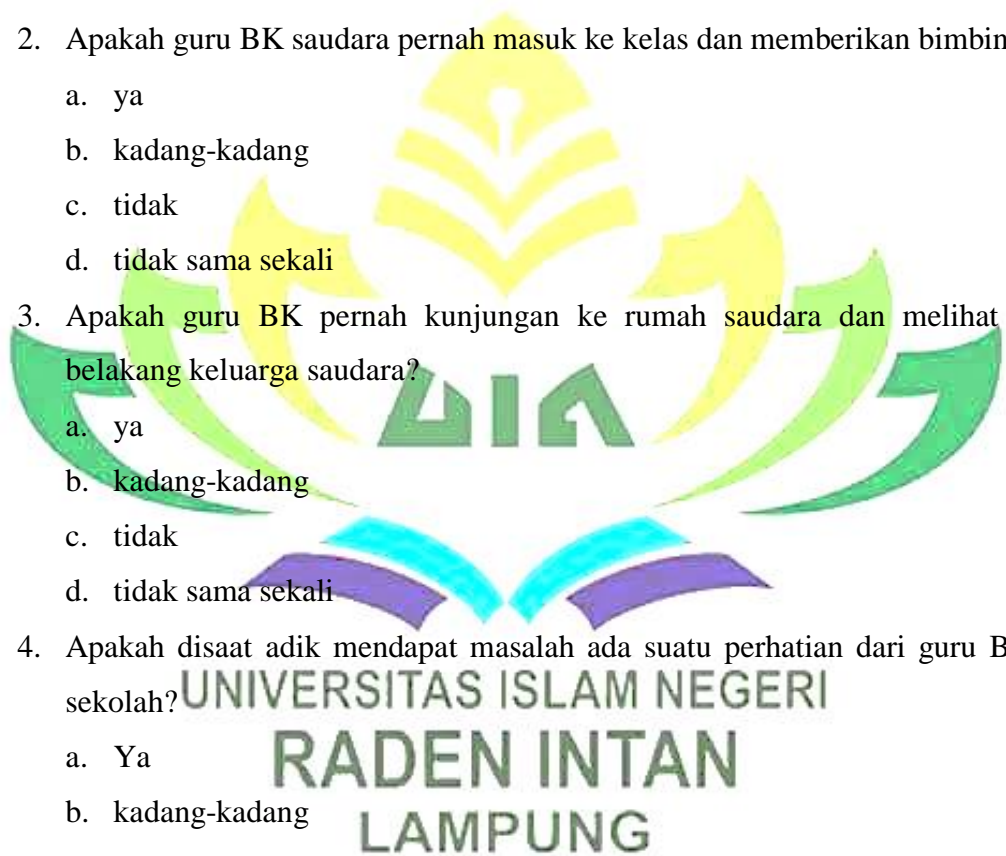 2. Apakah guru BK saudara pernah masuk ke kelas dan memberikan
a. ya
b. kadang-kadang
c. tidak
d. tidak sama sekali
3. Apakah guru BK pernah kunjungan ke rumah saudara dan melihat
belakang keluarga saudara?
UIN
a. ya
b. kadang-kadang
c. tidak
d. tidak sama sekali
4. Apakah disaat adik mendapat masalah ada suatu perhatian dari guru
sekolah?
UNIVERSITAS ISLAM NEGERI
a. Ya
RADEN INTAN
b. kadang-kadang
LAMPUNG